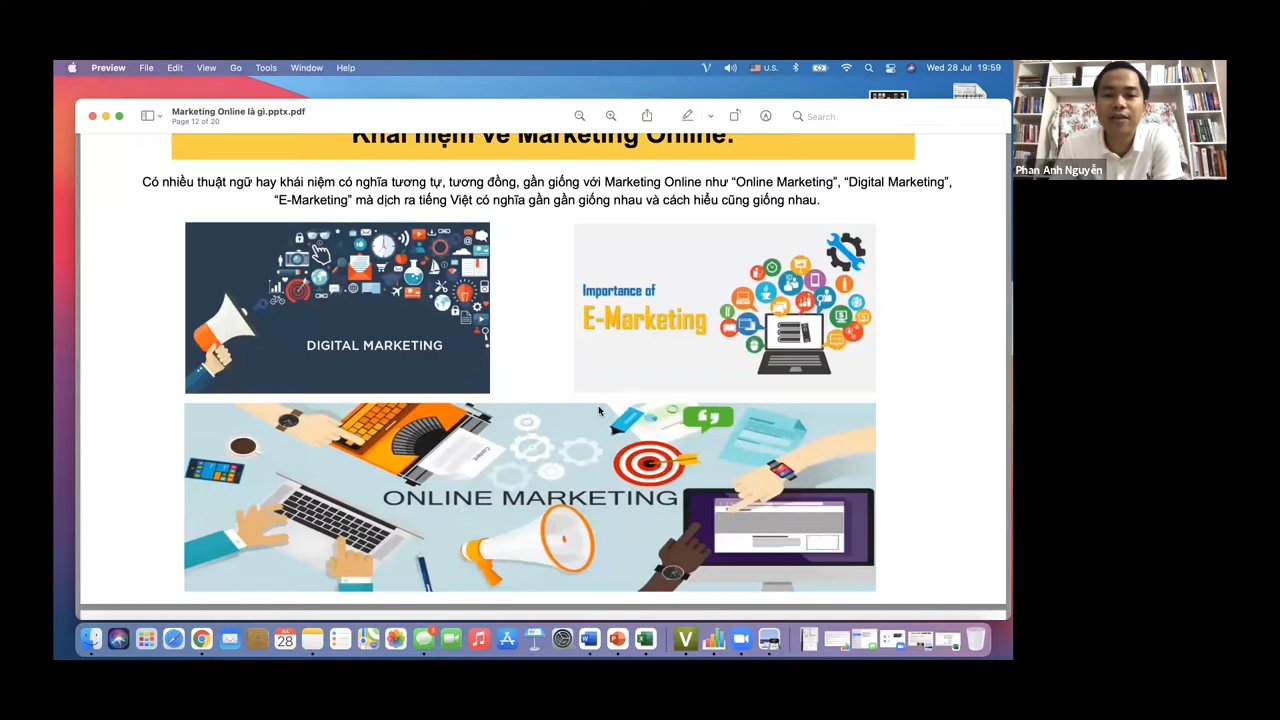 Preview File Edit View Go Tools Window Help
U.S. Wed 28 Jul 19:59
Marketing Online là gì.pptx.pdf
Page 12 of 20
Search
Khái niệm về Marketing Online:
Có nhiều thuật ngữ hay khái niệm có nghĩa tương tự, tương đồng, gần giống với Marketing Online như “Online Marketing”, “Digital Marketing”,
“E-Marketing” mà dịch ra tiếng Việt có nghĩa gần gần giống nhau và cách hiểu cũng giống nhau.
DIGITAL MARKETING
Importance of
E-Marketing
Content
ONLINE MARKETING
JUL
28
Phan Anh Nguyễn